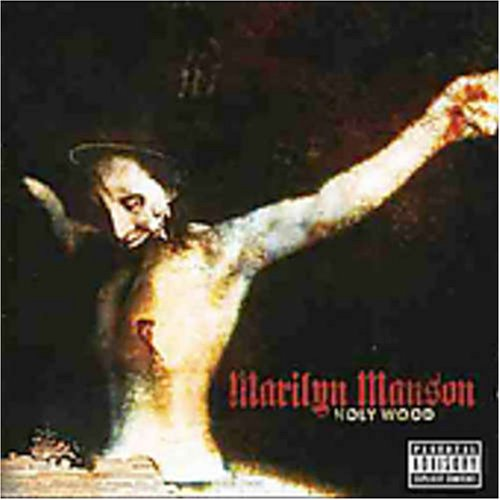 Marilyn Manson
HOLY WOOD
PARENTAL
ADVISORY
EXPLICIT CONTENT